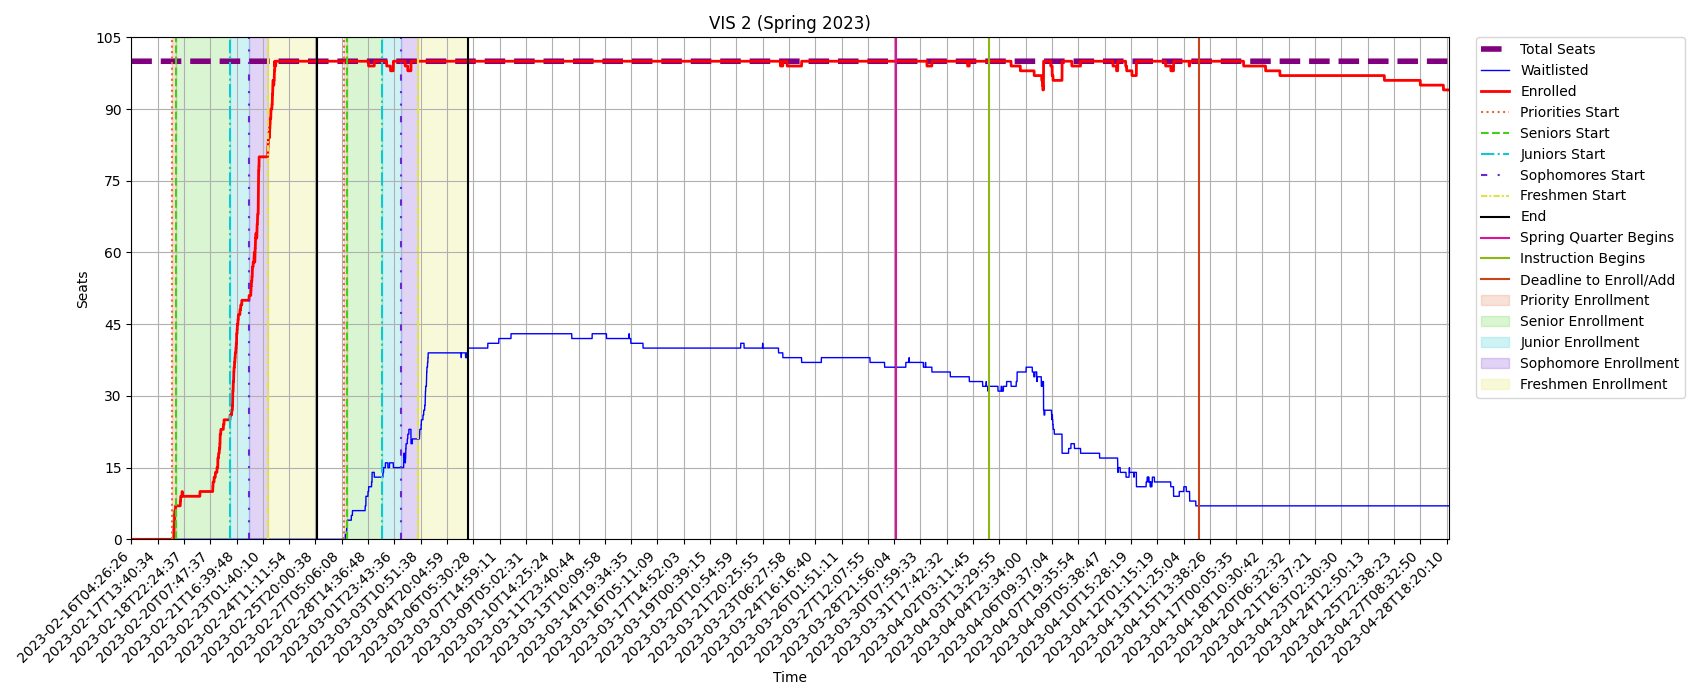 VIS 2 (Spring 2023)
105
90
75
60
45
30
15
0
Seats
2023-02-16T04:26:26
2023-02-17T13:40:34
2023-02-18T22:24:37
2023-02-20T07:47:37
2023-02-21T16:39:48
2023-02-23T01:40:10
2023-02-24T11:11:54
2023-02-25T20:00:38
2023-02-27T05:06:08
2023-02-28T14:36:48
2023-03-01T23:43:36
2023-03-03T10:51:38
2023-03-04T20:04:59
2023-03-06T05:30:28
2023-03-07T14:59:11
2023-03-09T05:02:31
2023-03-10T14:25:24
2023-03-11T23:40:44
2023-03-13T10:09:58
2023-03-14T19:34:35
2023-03-16T05:11:09
2023-03-17T14:52:03
2023-03-19T00:39:15
2023-03-20T10:54:59
2023-03-21T20:25:55
2023-03-23T06:27:58
2023-03-24T16:16:40
2023-03-26T01:51:11
2023-03-27T12:07:55
2023-03-28T21:56:04
2023-03-30T07:59:33
2023-03-31T17:42:32
2023-04-02T03:11:45
2023-04-03T13:29:55
2023-04-04T23:34:00
2023-04-06T09:37:04
2023-04-07T19:35:54
2023-04-09T05:38:47
2023-04-10T15:28:19
2023-04-12T01:15:19
2023-04-13T11:25:04
2023-04-15T13:38:26
2023-04-17T00:05:35
2023-04-18T10:30:42
2023-04-20T06:32:32
2023-04-21T16:37:21
2023-04-23T02:30:30
2023-04-24T12:50:13
2023-04-25T22:38:23
2023-04-27T08:32:50
2023-04-28T18:20:10
Time
Total Seats
Waitlisted
Enrolled
Priorities Start
Seniors Start
Juniors Start
Sophomores Start
Freshmen Start
End
Spring Quarter Begins
Instruction Begins
Deadline to Enroll/Add
Priority Enrollment
Senior Enrollment
Junior Enrollment
Sophomore Enrollment
Freshmen Enrollment